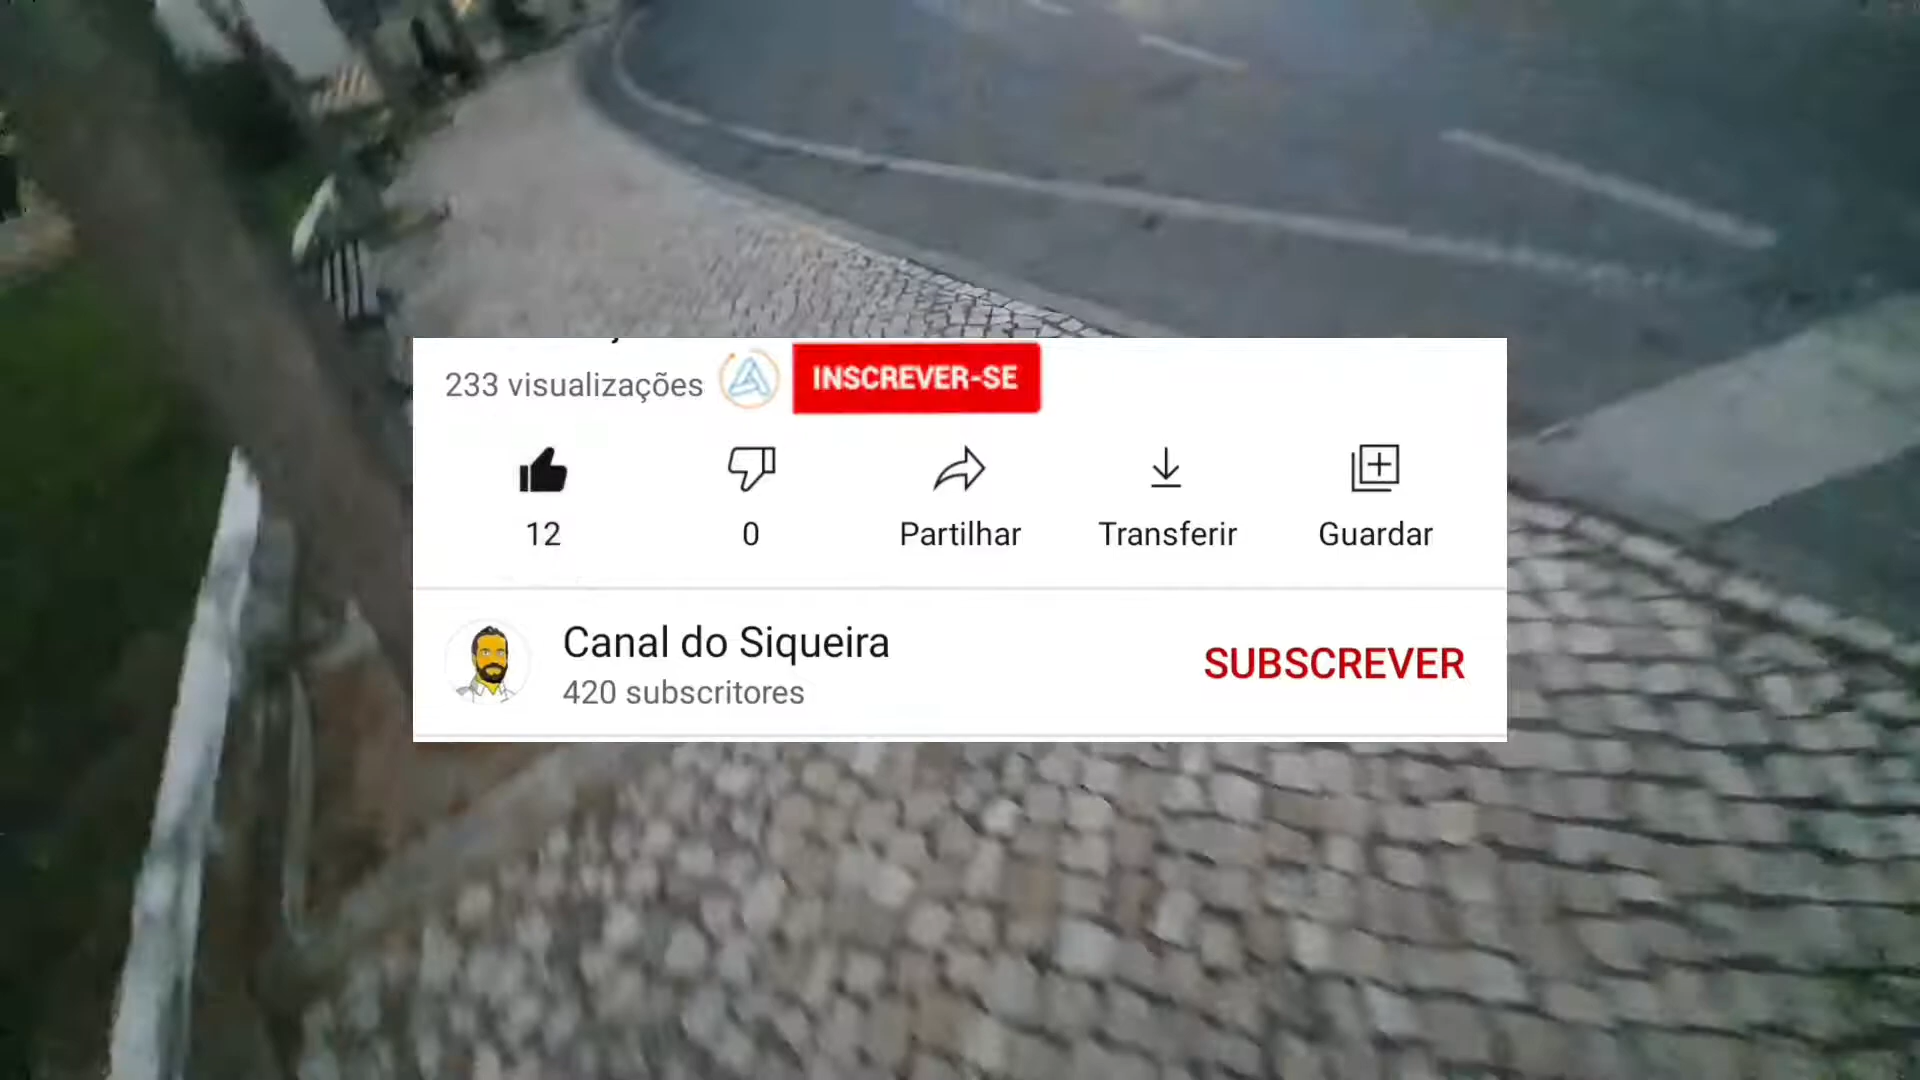 233 visualizações
INSCREVER-SE
12
0
Partilhar
Transferir
Guardar
Canal do Siqueira
420 subscritores
SUBSCREVER